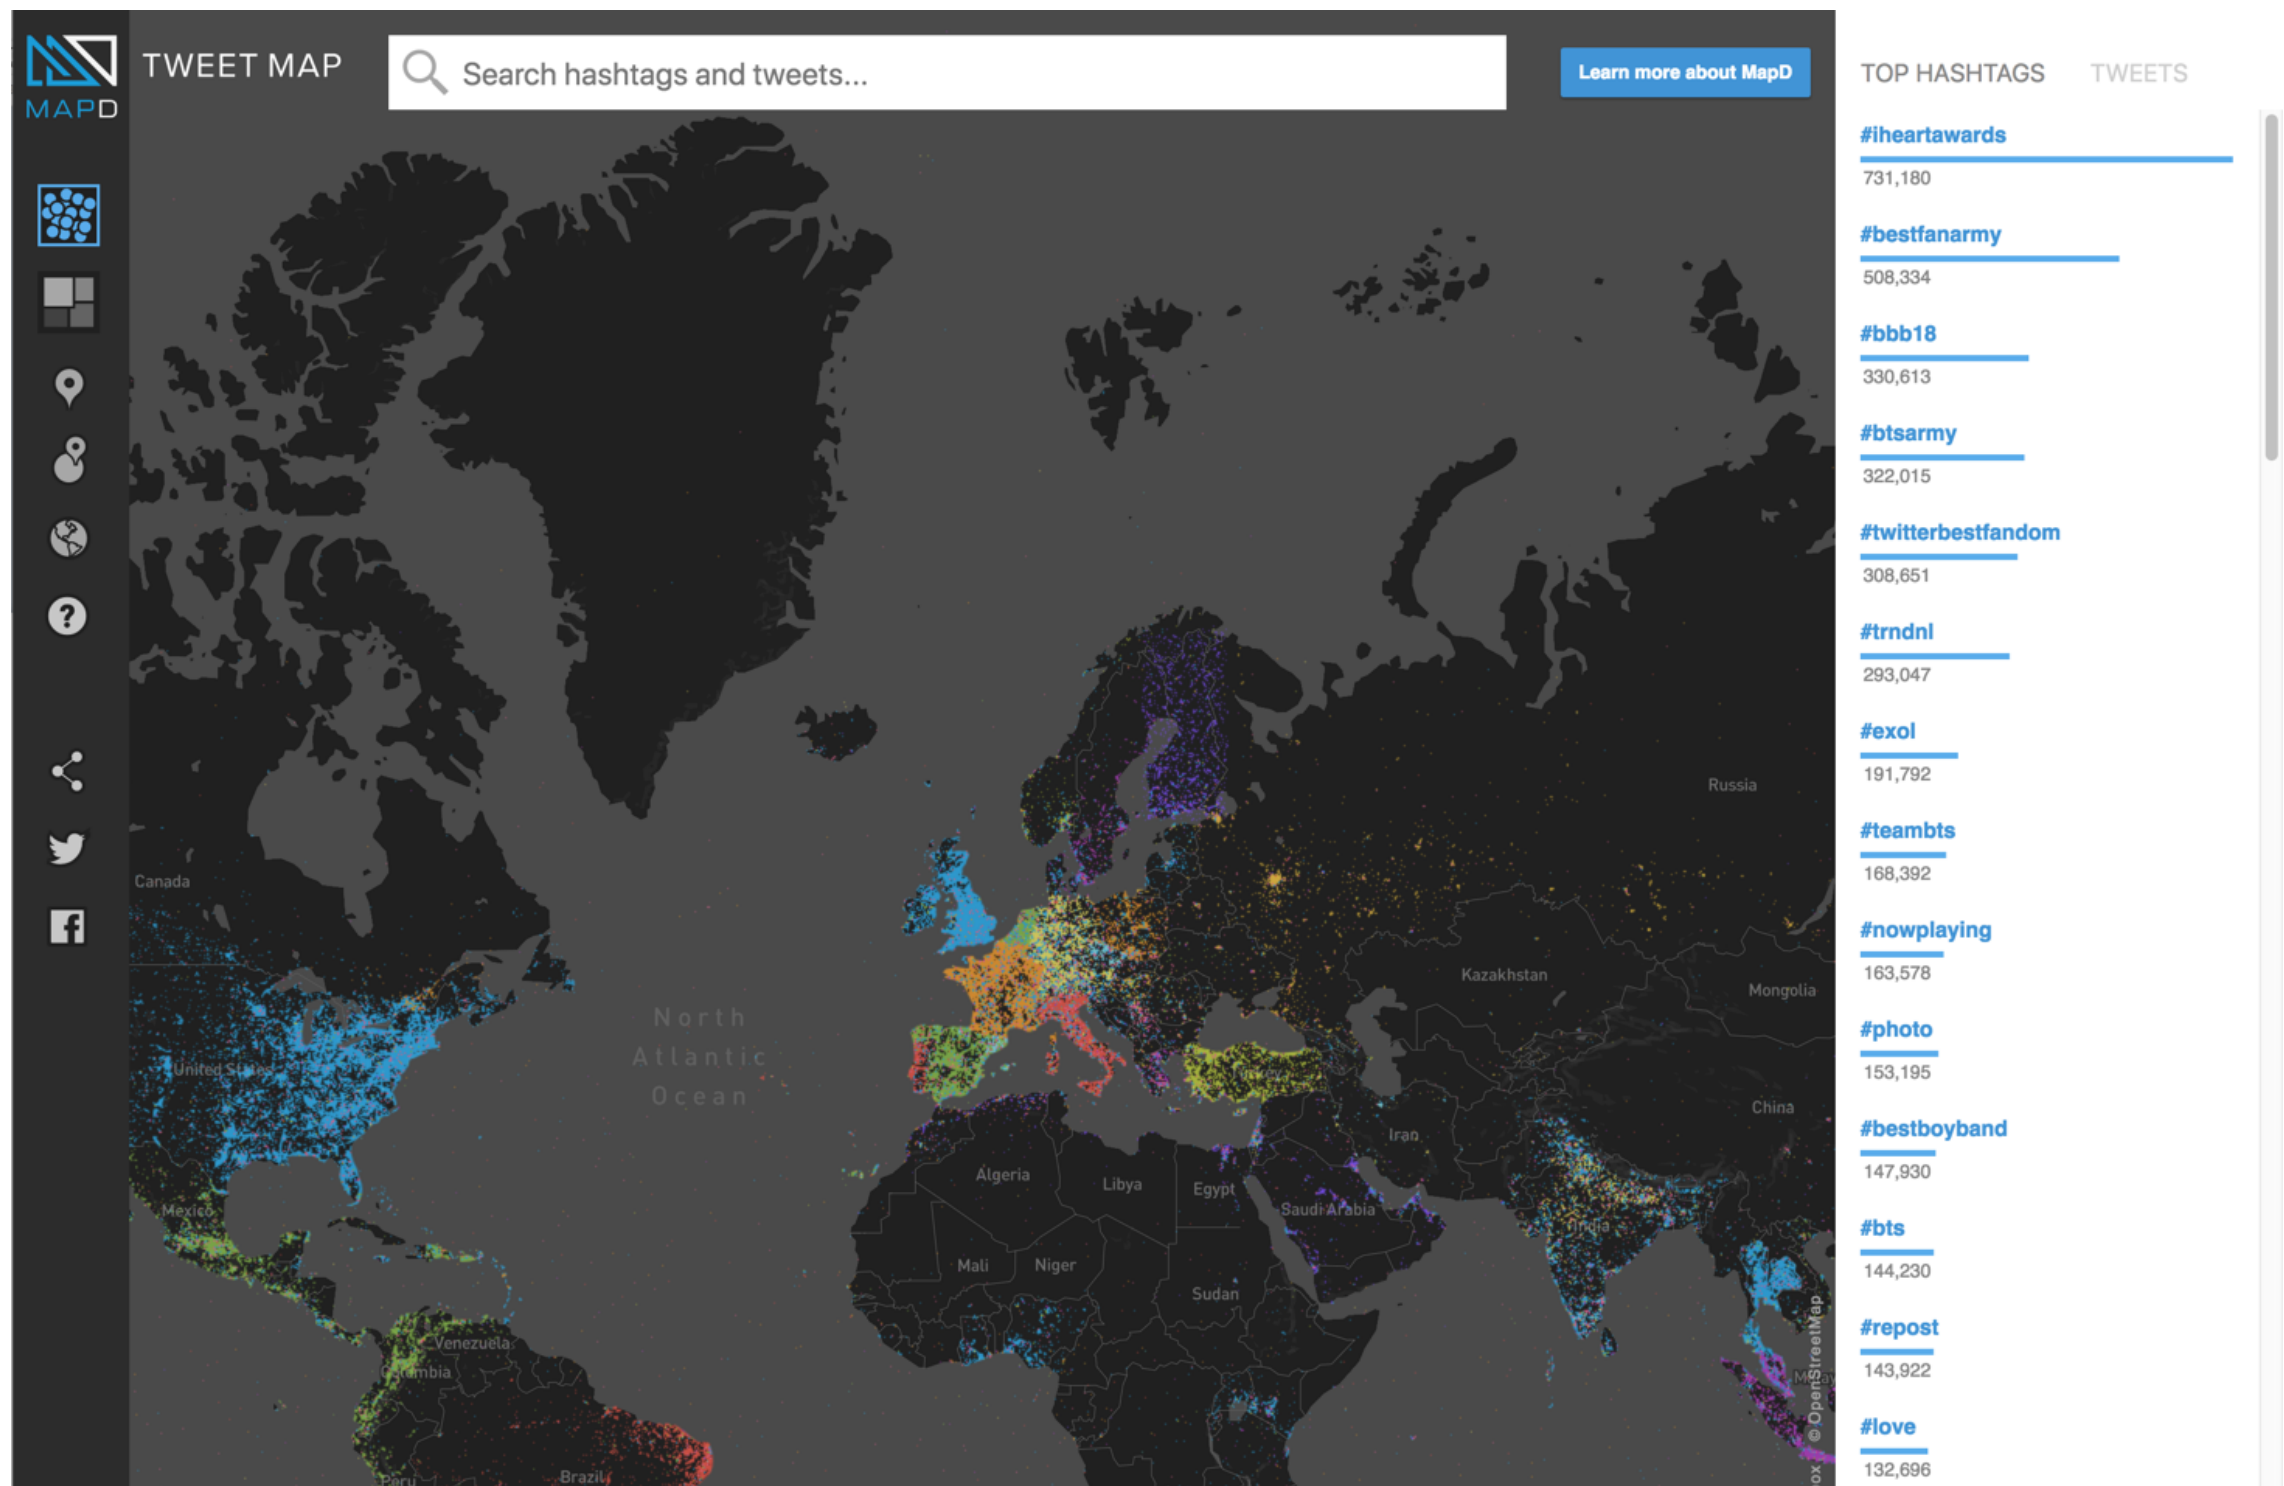 MAPD
TWEET MAP
Search hashtags and tweets...
Learn more about MapD
TOP HASHTAGS
TWEETS
#iheartawards
731,180
#bestfanarmy
508,334
#bbb18
330,613
#btsarmy
322,015
#twitterbestfandom
308,651
#trndnl
293,047
#exol
191,792
#teambts
168,392
#nowplaying
163,578
#photo
153,195
#bestboyband
147,930
#bts
144,230
#repost
143,922
#love
132,696
Russia
Canada
Kazakhstan
Mongolia
North
Atlantic
Ocean
United States
Turkey
China
Iran
Algeria
Libya
Egypt
Saudi Arabia
Mexico
India
Mali
Niger
Sudan
Venezuela
Colombia
Peru
Brazil
© OpenStreetMap